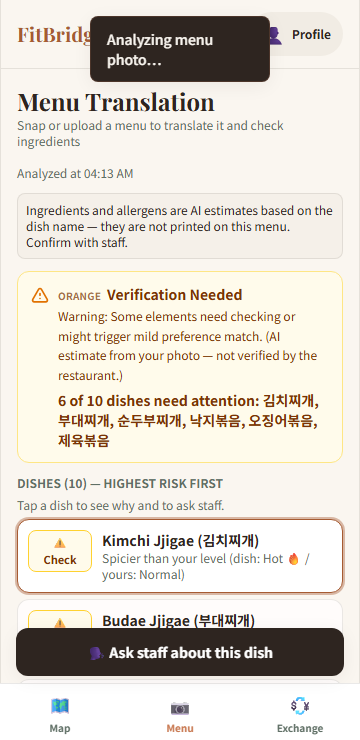 FitBridg
Analyzing menu
photo…
Profile
Menu Translation
Snap or upload a menu to translate it and check
ingredients
Analyzed at 04:13 AM
Ingredients and allergens are AI estimates based on the
dish name — they are not printed on this menu.
Confirm with staff.
ORANGE Verification Needed
Warning: Some elements need checking or
might trigger mild preference match. (AI
estimate from your photo — not verified by the
restaurant.)
6 of 10 dishes need attention: 김치찌개,
부대찌개, 순두부찌개, 낙지볶음, 오징어볶음,
제육볶음
DISHES (10) — HIGHEST RISK FIRST
Tap a dish to see why and to ask staff.
Check
Kimchi Jjigae (김치찌개)
Spicier than your level (dish: Hot 🔥 /
yours: Normal)
Budae Jjigae (부대찌개)
Ask staff about this dish
Map
Menu
Exchange